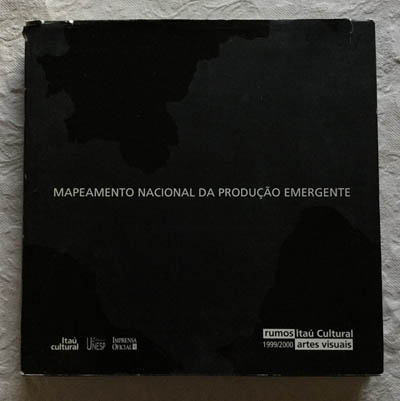 MAPEAMENTO NACIONAL DA PRODUÇÃO EMERGENTE
Itaú
cultural
UNESP
IMPRENSA
OFICIAL
rumos Itaú Cultural
1999/2000 artes visuais